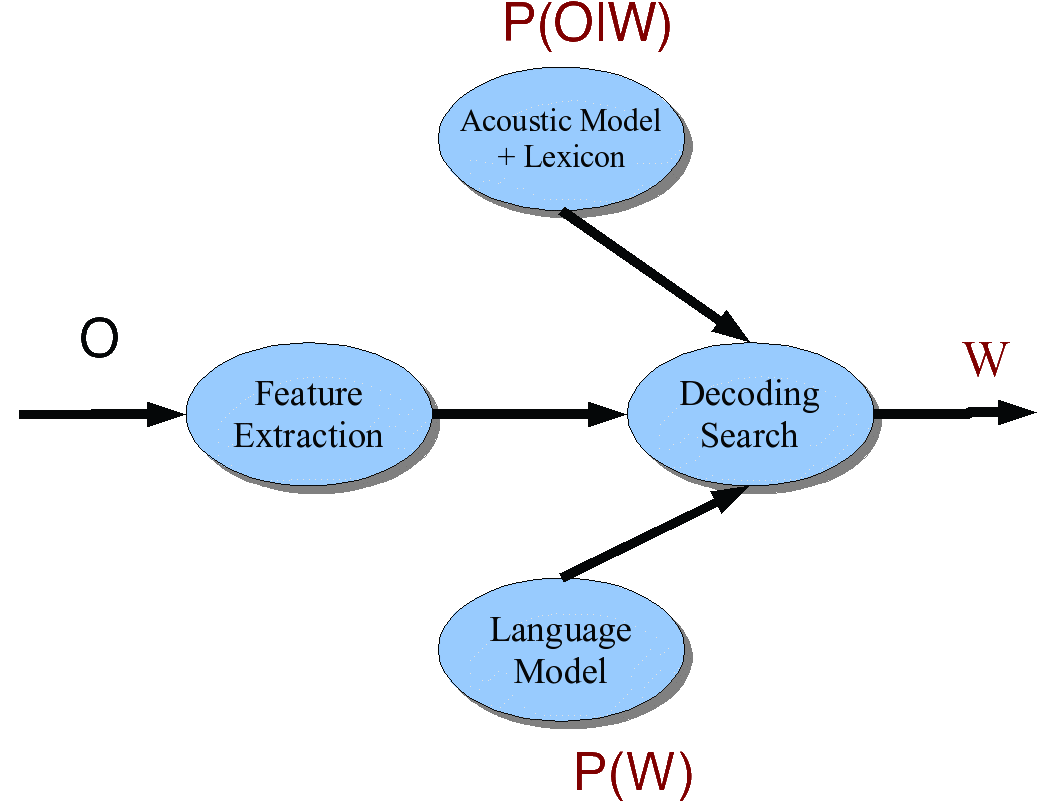 P(O|W)
Acoustic Model
+ Lexicon
O
Feature
Extraction
Decoding
Search
W
Language
Model
P(W)